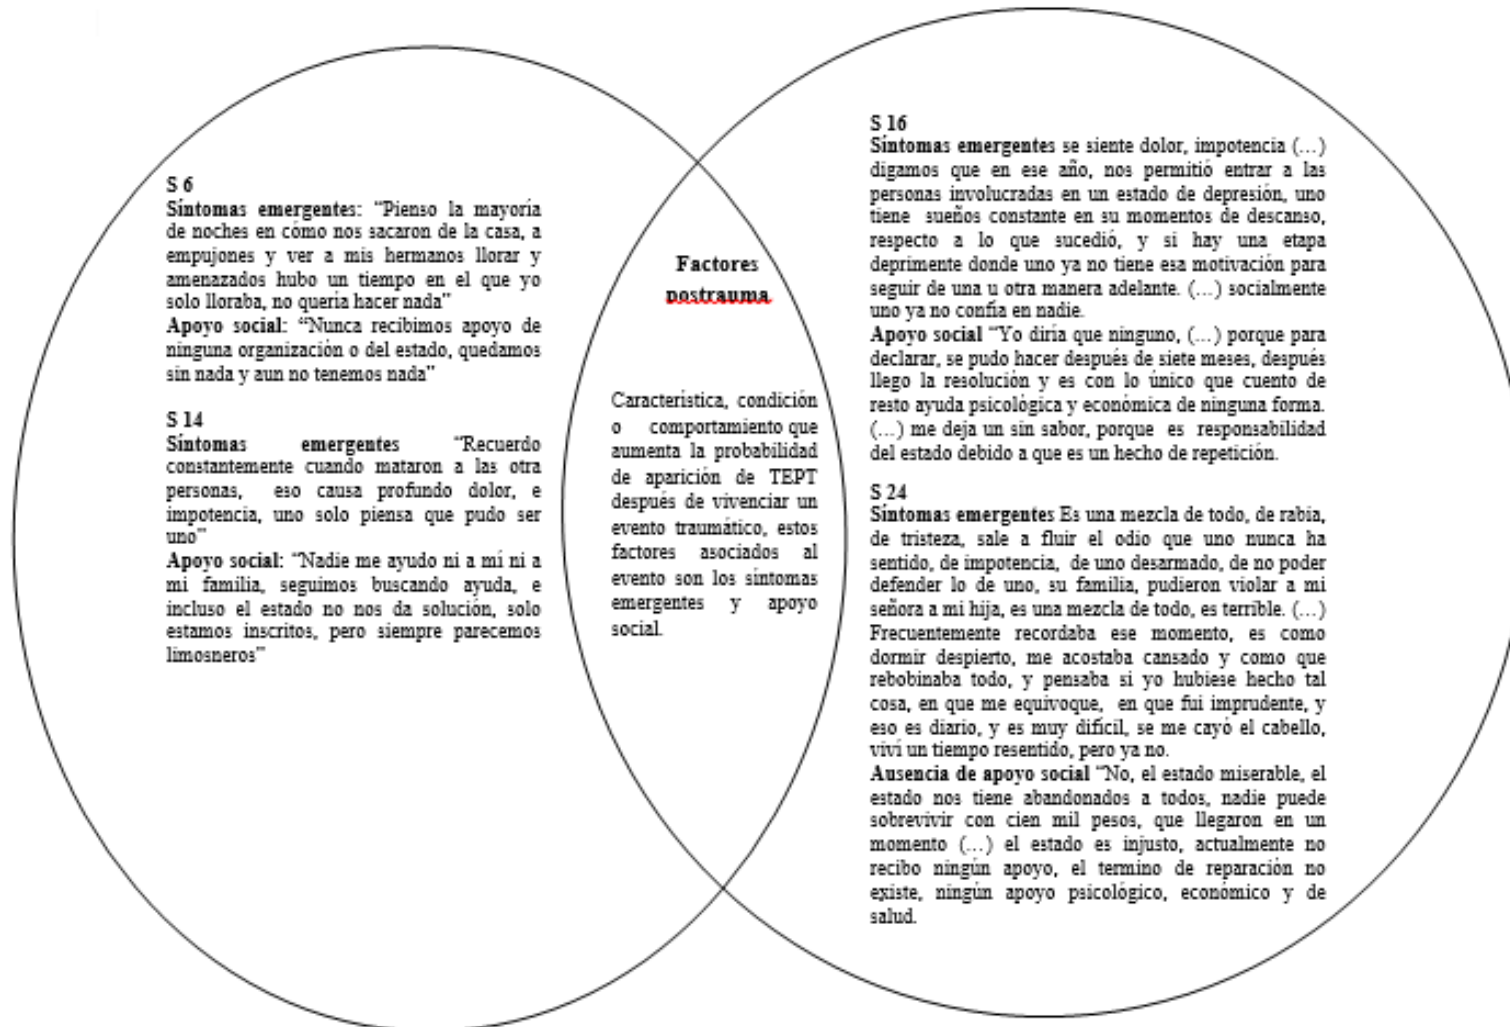 S 6
Síntomas emergentes: “Pienso la mayoría
de noches en cómo nos sacaron de la casa, a
empujones y ver a mis hermanos llorar y
amenazados hubo un tiempo en el que yo
solo lloraba, no quería hacer nada”
Apoyo social: “Nunca recibimos apoyo de
ninguna organización o del estado, quedamos
sin nada y aun no tenemos nada”
S 14
Síntomas emergentes “Recuerdo
constantemente cuando mataron a las otra
personas, eso causa profundo dolor, e
impotencia, uno solo piensa que pudo ser
uno”
Apoyo social: “Nadie me ayudo ni a mí ni a
mi familia, seguimos buscando ayuda, e
incluso el estado no nos da solución, solo
estamos inscritos, pero siempre parecemos
limosneros”
Factores
postrauma
Característica, condición
o comportamiento que
aumenta la probabilidad
de aparición de TEPT
después de vivenciar un
evento traumático, estos
factores asociados al
evento son los síntomas
emergentes y apoyo
social.
S 16
Síntomas emergentes se siente dolor, impotencia (...)
digamos que en ese año, nos permitió entrar a las
personas involucradas en un estado de depresión, uno
tiene sueños constante en su momentos de descanso,
respecto a lo que sucedió, y si hay una etapa
deprimente donde uno ya no tiene esa motivación para
seguir de una u otra manera adelante. (...) socialmente
uno ya no confía en nadie.
Apoyo social “Yo diría que ninguno, (...) porque para
declarar, se pudo hacer después de siete meses, después
llego la resolución y es con lo único que cuento de
resto ayuda psicológica y económica de ninguna forma.
(...) me deja un sin sabor, porque es responsabilidad
del estado debido a que es un hecho de repetición.
S 24
Síntomas emergentes Es una mezcla de todo, de rabia,
de tristeza, sale a fluir el odio que uno nunca ha
sentido, de impotencia, de uno desarmado, de no poder
defender lo de uno, su familia, pudieron violar a mi
señora a mi hija, es una mezcla de todo, es terrible. (...)
Frecuentemente recordaba ese momento, es como
dormir despierto, me acostaba cansado y como que
rebobinaba todo, y pensaba si yo hubiese hecho tal
cosa, en que me equivoque, en que fui imprudente, y
eso es diario, y es muy difícil, se me cayó el cabello,
viví un tiempo resentido, pero ya no.
Ausencia de apoyo social “No, el estado miserable, el
estado nos tiene abandonados a todos, nadie puede
sobrevivir con cien mil pesos, que llegaron en un
momento (...) el estado es injusto, actualmente no
recibo ningún apoyo, el termino de reparación no
existe, ningún apoyo psicológico, económico y de
salud.